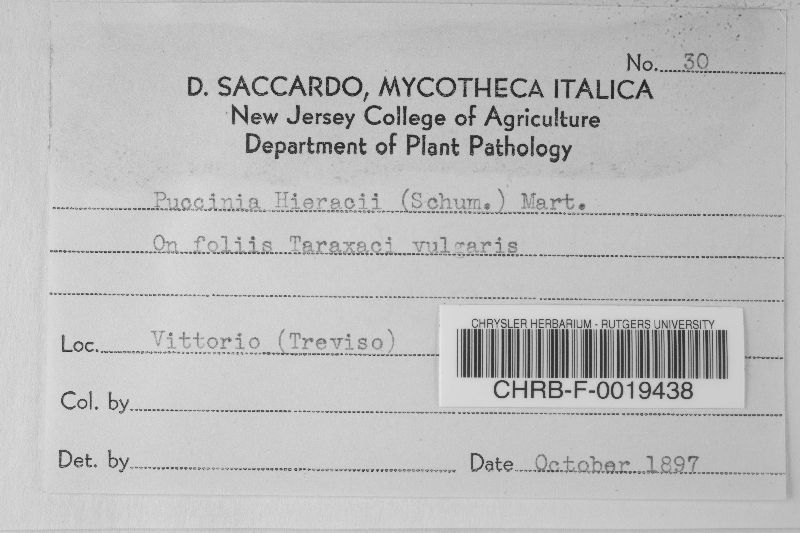 No. 30
D. SACCARDO, MYCOTHECA ITALICA
New Jersey College of Agriculture
Department of Plant Pathology
Puccinia Hieracii (Schum.) Mart.
On foliis Taraxaci vulgaris
Loc. Vittorio (Treviso)
CHRYSLER HERBARIUM - RUTGERS UNIVERSITY
CHRB-F-0019438
Col. by
Det. by Date October 1897